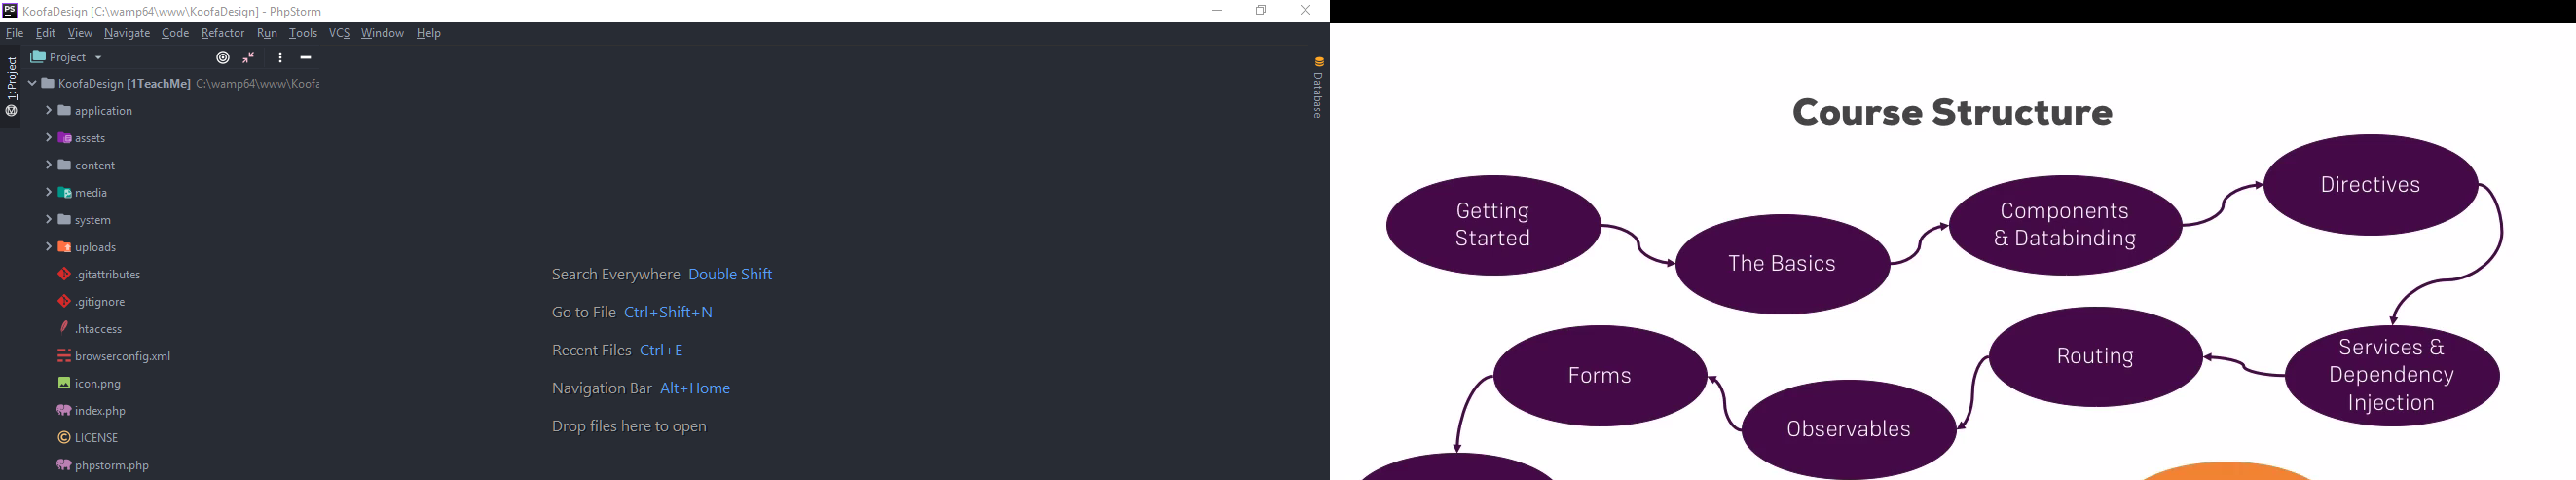 PS
KoofaDesign [C:\wamp64\www\KoofaDesign] - PhpStorm
File Edit View Navigate Code Refactor Run Tools VCS Window Help
1: Project
Project
KoofaDesign [1TeachMe] C:\wamp64\www\Koofa
application
assets
content
media
system
uploads
.gitattributes
.gitignore
.htaccess
browserconfig.xml
icon.png
index.php
LICENSE
phpstorm.php
Search Everywhere Double Shift
Go to File Ctrl+Shift+N
Recent Files Ctrl+E
Navigation Bar Alt+Home
Drop files here to open
Database
Course Structure
Getting
Started
The Basics
Components
& Databinding
Directives
Services &
Dependency
Injection
Routing
Observables
Forms